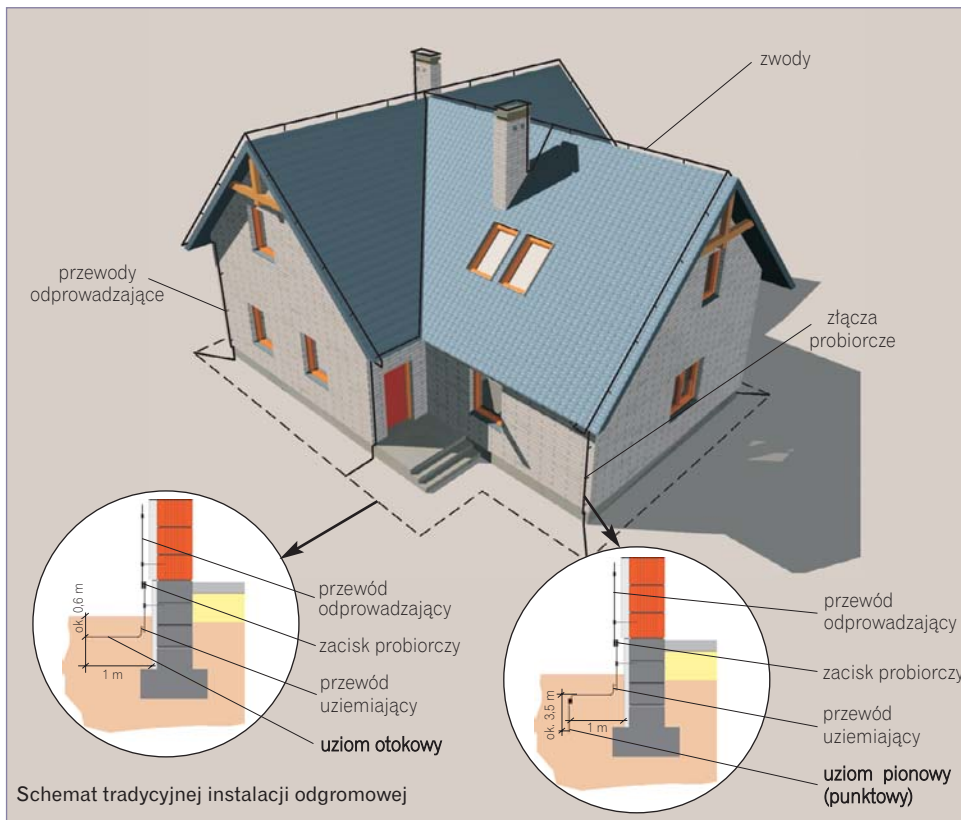 zwody
przewody
odprowadzające
złącza
probiorcze
ok. 0,6 m
1 m
przewód
odprowadzający
zacisk probiorczy
przewód
uziemiający
uziom otokowy
ok. 3,5 m
1 m
przewód
odprowadzający
zacisk probiorczy
przewód
uziemiający
uziom pionowy
(punktowy)
Schemat tradycyjnej instalacji odgromowej